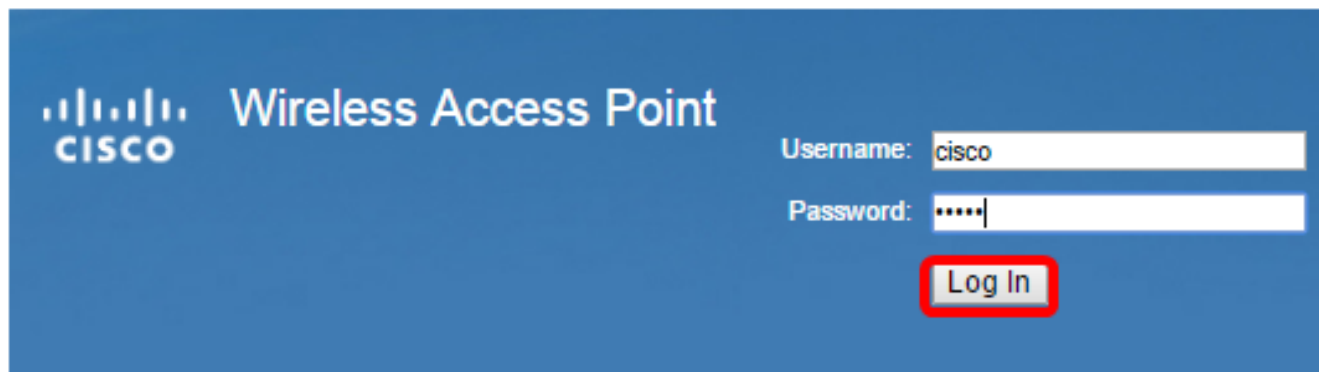 Wireless Access Point
CISCO
Username: cisco
Password: •••••
Log In